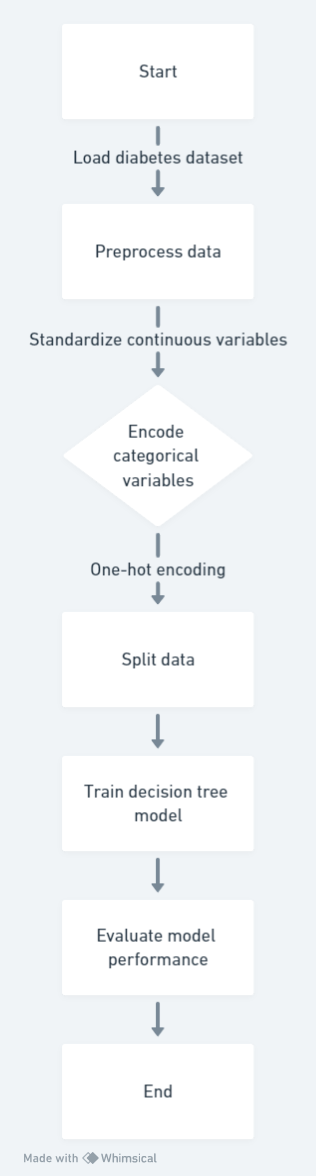 Start
Load diabetes dataset
Preprocess data
Standardize continuous variables
Encode
categorical
variables
One-hot encoding
Split data
Train decision tree
model
Evaluate model
performance
End
Made with Whimsical